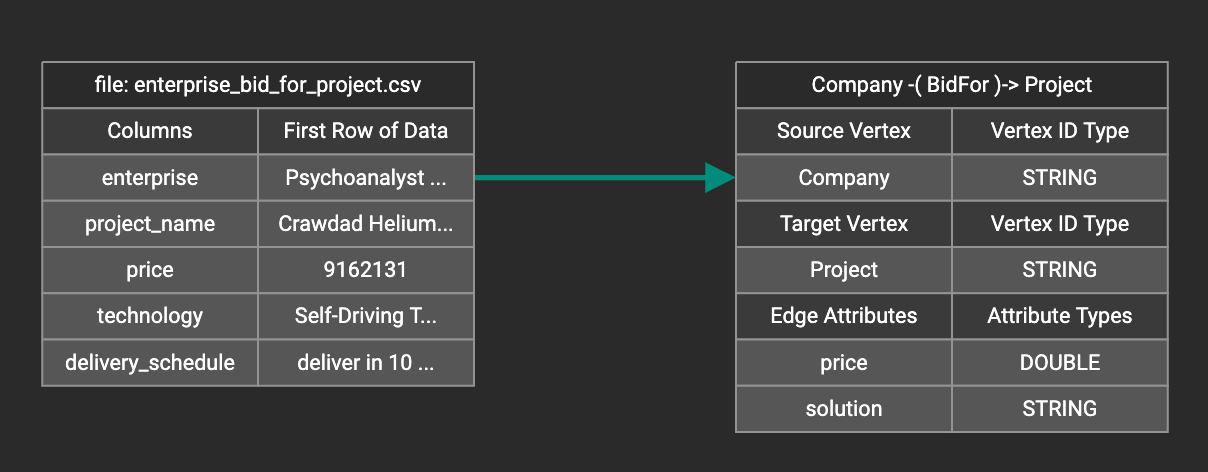 file: enterprise_bid_for_project.csv
Columns First Row of Data
enterprise Psychoanalyst ...
project_name Crawdad Helium...
price 9162131
technology Self-Driving T...
delivery_schedule deliver in 10 ...
Company -( BidFor )-> Project
Source Vertex Vertex ID Type
Company STRING
Target Vertex Vertex ID Type
Project STRING
Edge Attributes Attribute Types
price DOUBLE
solution STRING